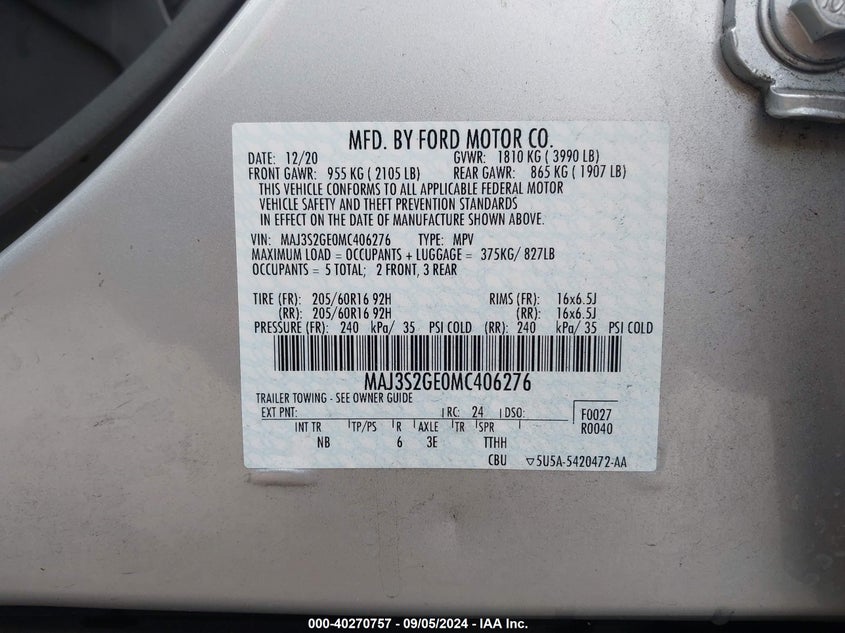 MFD. BY FORD MOTOR CO.
DATE: 12/20 GVWR: 1810 KG ( 3990 LB)
FRONT GAWR: 955 KG ( 2105 LB) REAR GAWR: 865 KG ( 1907 LB)
THIS VEHICLE CONFORMS TO ALL APPLICABLE FEDERAL MOTOR
VEHICLE SAFETY AND THEFT PREVENTION STANDARDS
IN EFFECT ON THE DATE OF MANUFACTURE SHOWN ABOVE.
VIN: MAJ3S2GE0MC406276 TYPE: MPV
MAXIMUM LOAD = OCCUPANTS + LUGGAGE = 375KG/ 827LB
OCCUPANTS = 5 TOTAL; 2 FRONT, 3 REAR
TIRE (FR): 205/60R16 92H RIMS (FR): 16x6.5J
(RR): 205/60R16 92H (RR): 16x6.5J
PRESSURE (FR): 240 kPa/ 35 PSI COLD (RR): 240 kPa/ 35 PSI COLD
MAJ3S2GE0MC406276
TRAILER TOWING - SEE OWNER GUIDE
EXT PNT: RC: 24 DSO: F0027
INT TR TP/PS R AXLE TR SPR R0040
NB 6 3E TTHH
CBU ▽5U5A-5420472-AA
000-40270757 - 09/05/2024 - IAA Inc.